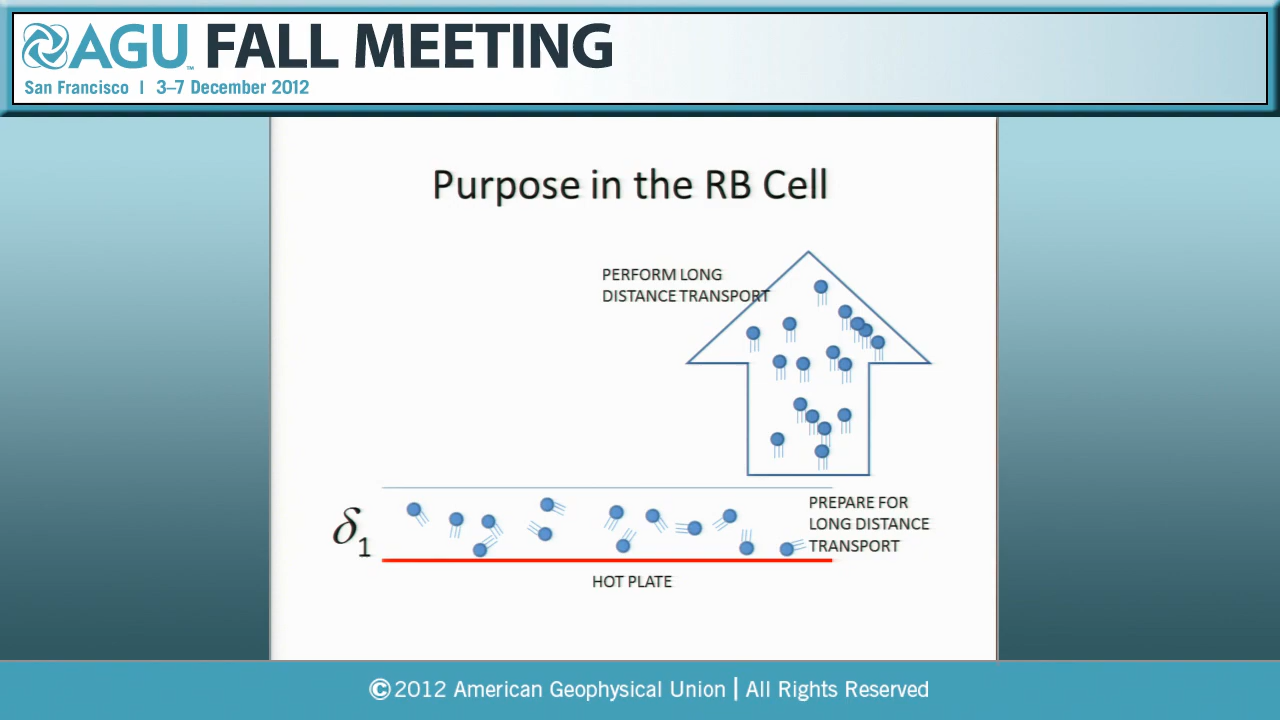 AGU™ FALL MEETING
San Francisco | 3–7 December 2012
Purpose in the RB Cell
PERFORM LONG
DISTANCE TRANSPORT
δ1
PREPARE FOR
LONG DISTANCE
TRANSPORT
HOT PLATE
©2012 American Geophysical Union | All Rights Reserved